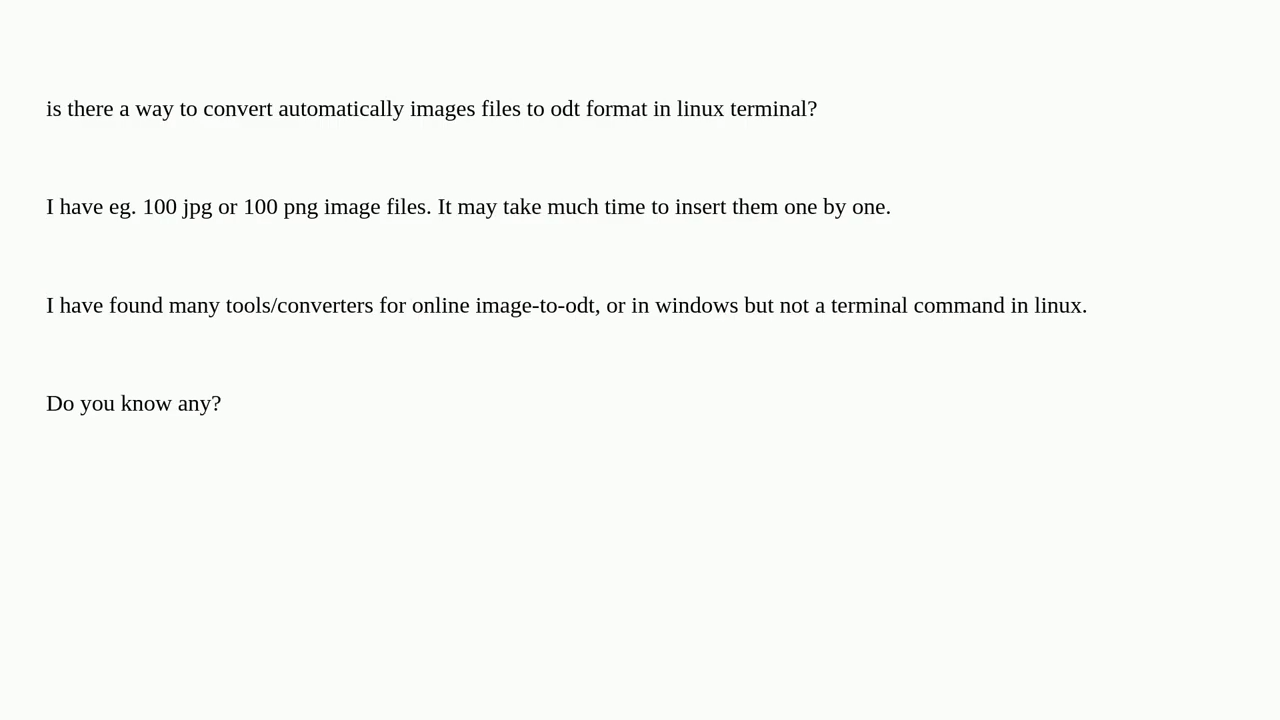 is there a way to convert automatically images files to odt format in linux terminal?
I have eg. 100 jpg or 100 png image files. It may take much time to insert them one by one.
I have found many tools/converters for online image-to-odt, or in windows but not a terminal command in linux.
Do you know any?